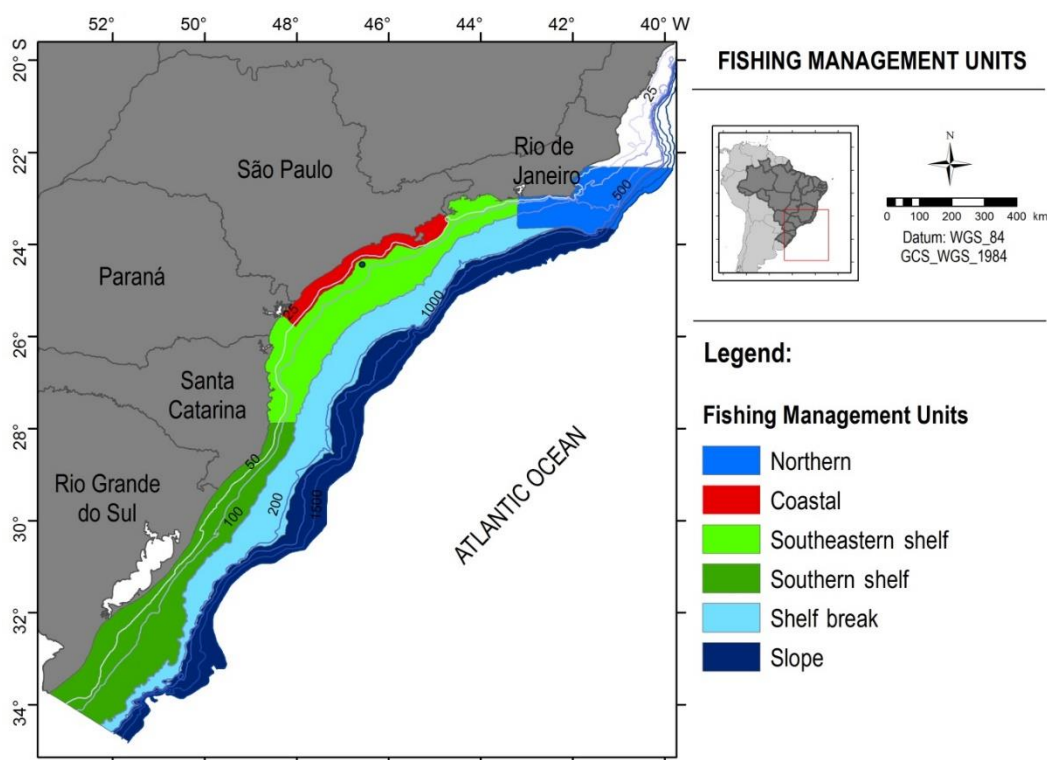 52° 50° 48° 46° 44° 42° 40° W
20° S
22°
24°
26°
28°
30°
32°
34°
São Paulo
Rio de
Janeiro
Paraná
Santa
Catarina
Rio Grande
do Sul
ATLANTIC OCEAN
25
500
1000
25
50
100
200
1500
FISHING MANAGEMENT UNITS
N
0 100 200 300 400 km
Datum: WGS_84
GCS_WGS_1984
Legend:
Fishing Management Units
Northern
Coastal
Southeastern shelf
Southern shelf
Shelf break
Slope